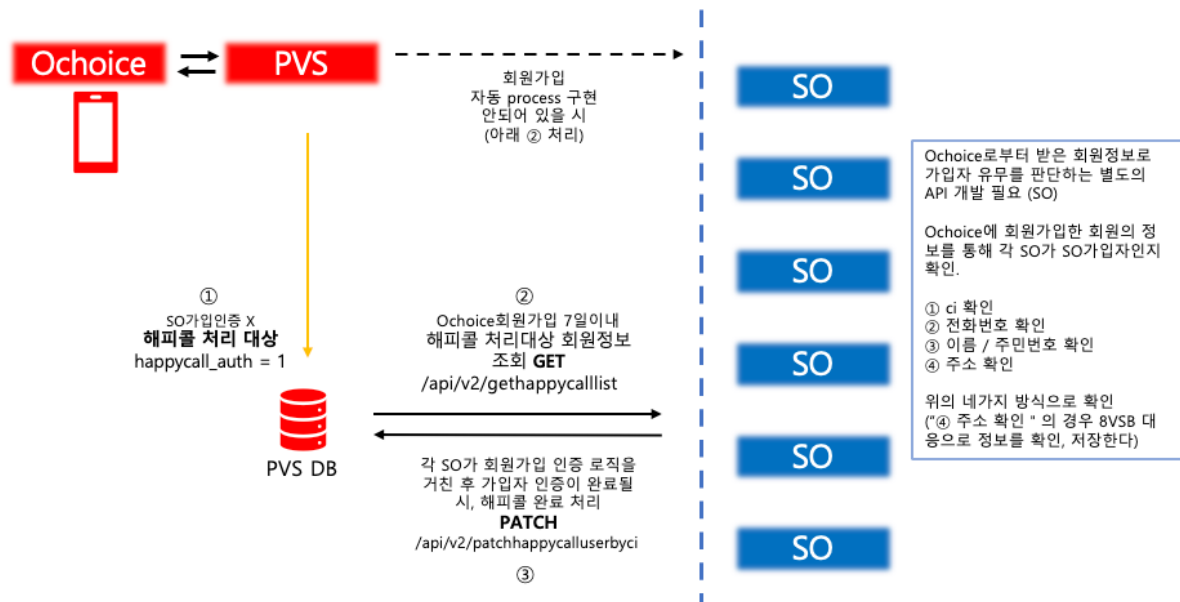 Ochoice
PVS
회원가입
자동 process 구현
안되어 있을 시
(아래 ② 처리)
①
SO가입인증 X
해피콜 처리 대상
happycall_auth = 1
PVS DB
②
Ochoice회원가입 7일이내
해피콜 처리대상 회원정보
조회 GET
/api/v2/gethappycalllist
각 SO가 회원가입 인증 로직을
거친 후 가입자 인증이 완료될
시, 해피콜 완료 처리
PATCH
/api/v2/patchhappycalluserbyci
③
SO
SO
SO
SO
SO
SO
Ochoice로부터 받은 회원정보로
가입자 유무를 판단하는 별도의
API 개발 필요 (SO)
Ochoice에 회원가입한 회원의 정
보를 통해 각 SO가 SO가입자인지
확인.
① ci 확인
② 전화번호 확인
③ 이름 / 주민번호 확인
④ 주소 확인
위의 네가지 방식으로 확인
("④ 주소 확인 " 의 경우 8VSB 대
응으로 정보를 확인, 저장한다)